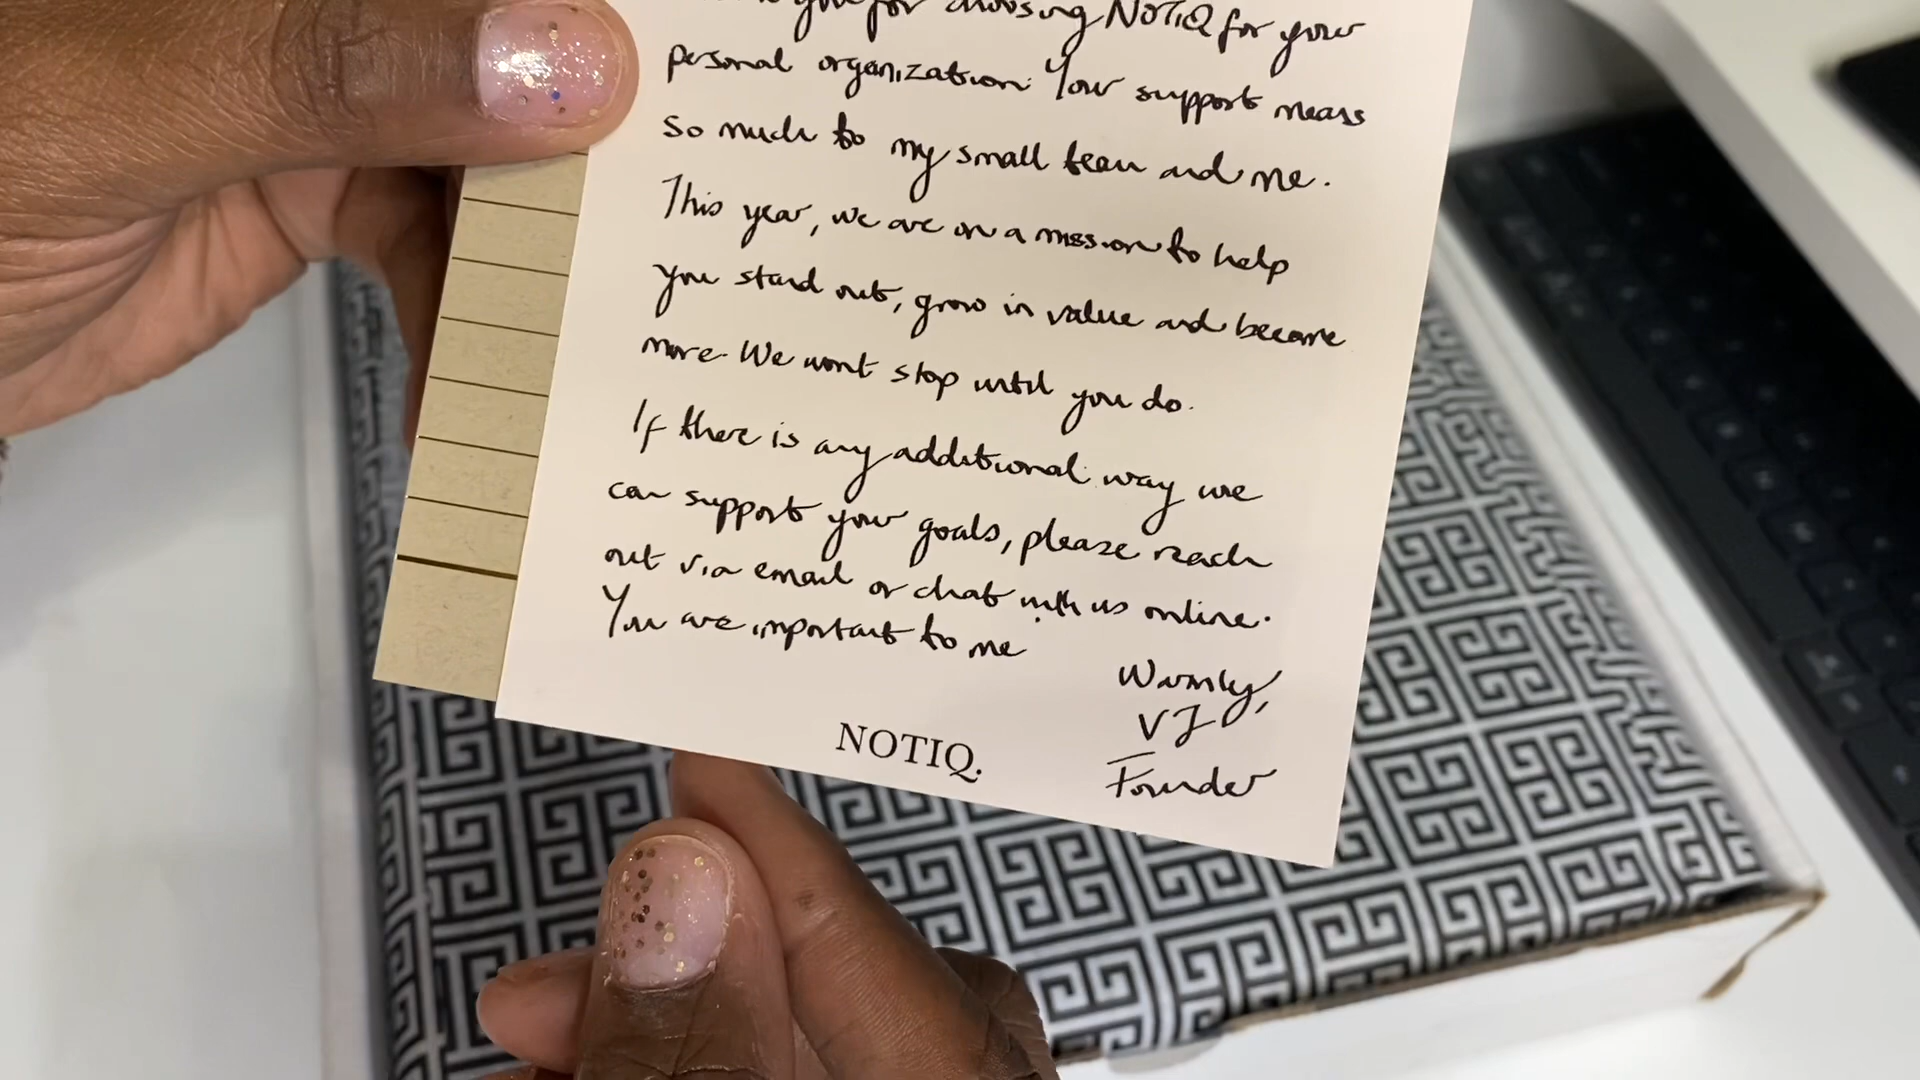 you for choosing NOTIQ for your
personal organization. Your support means
so much to my small team and me.
This year, we are on a mission to help
you stand out, grow in value and become
more. We wont stop until you do.
If there is any additional way we
can support your goals, please reach
out via email or chat with us online.
You are important to me
Warmly,
VJ
Founder
NOTIQ.